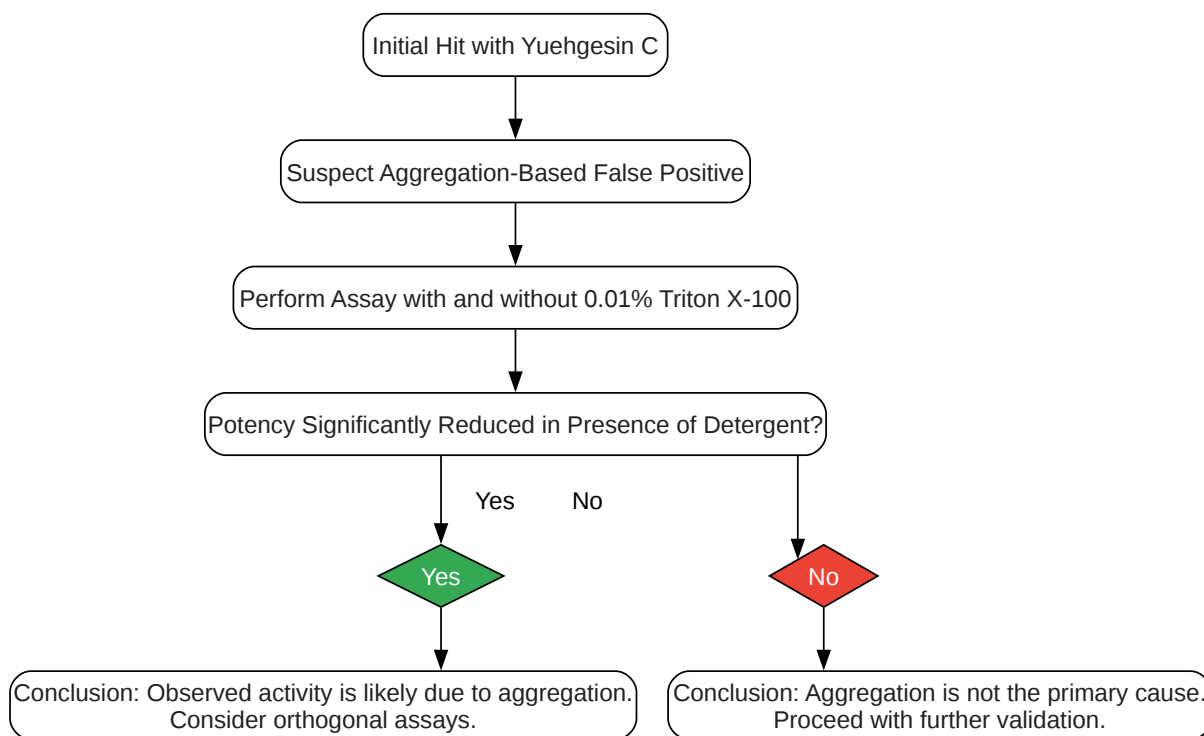 Initial Hit with Yuehgesin C
Suspect Aggregation-Based False Positive
Perform Assay with and without 0.01% Triton X-100
Potency Significantly Reduced in Presence of Detergent?
Yes
No
Yes
No
Conclusion: Observed activity is likely due to aggregation.
Consider orthogonal assays.
Conclusion: Aggregation is not the primary cause.
Proceed with further validation.